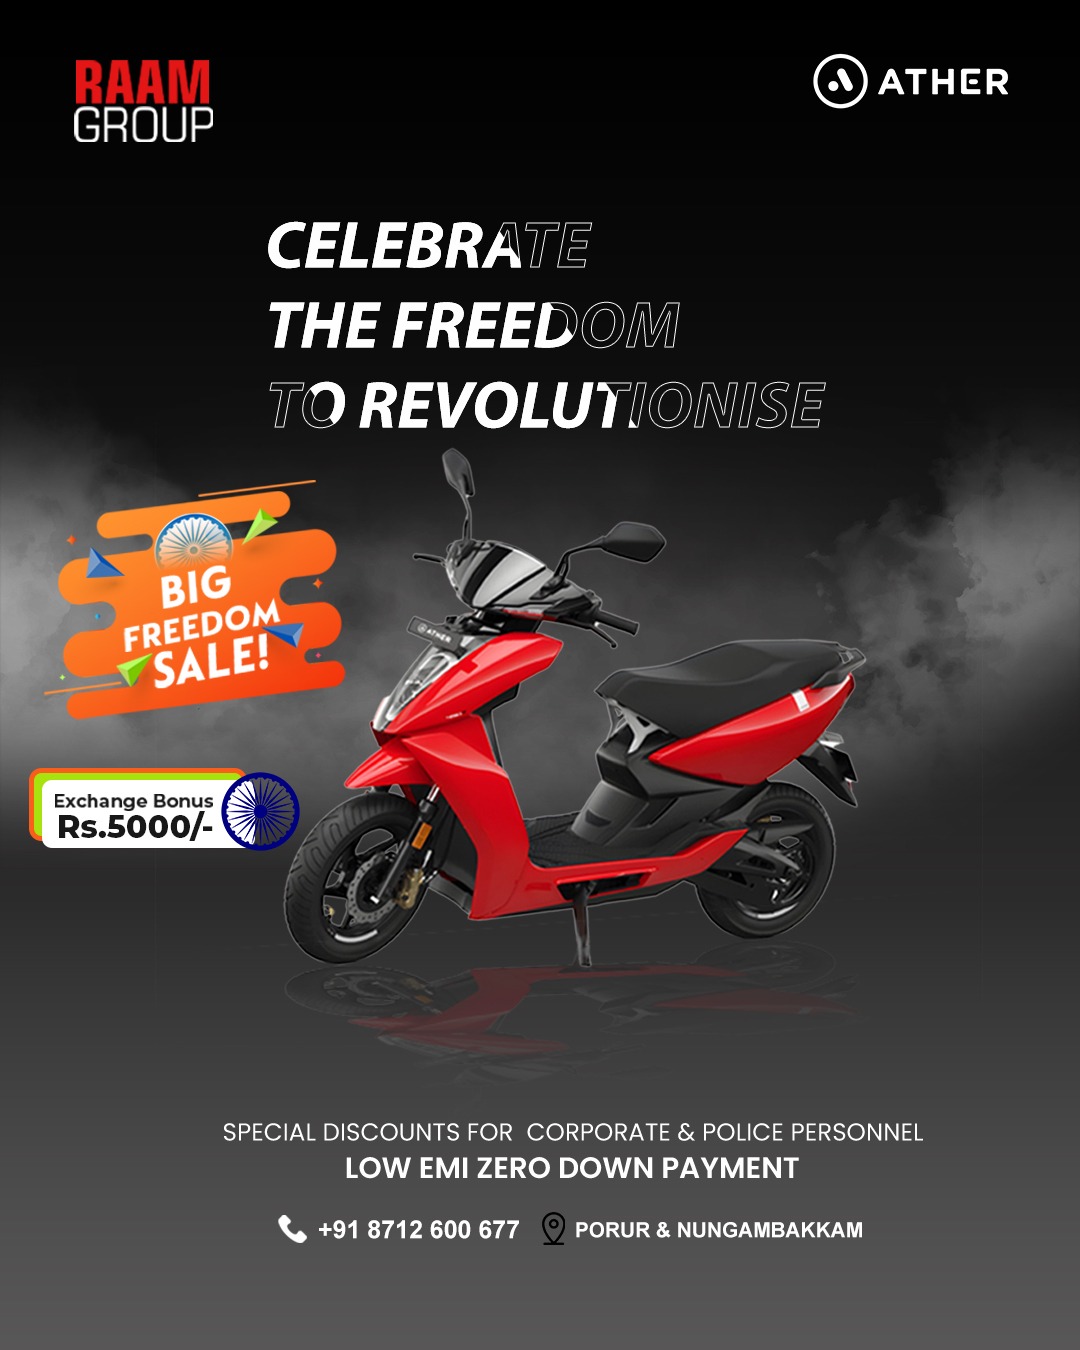 RAAM
GROUP
ATHER
CELEBRATE
THE FREEDOM
TO REVOLUTIONISE
BIG
FREEDOM
SALE!
ATHER
Exchange Bonus
Rs.5000/-
SPECIAL DISCOUNTS FOR CORPORATE & POLICE PERSONNEL
LOW EMI ZERO DOWN PAYMENT
+91 8712 600 677
PORUR & NUNGAMBAKKAM